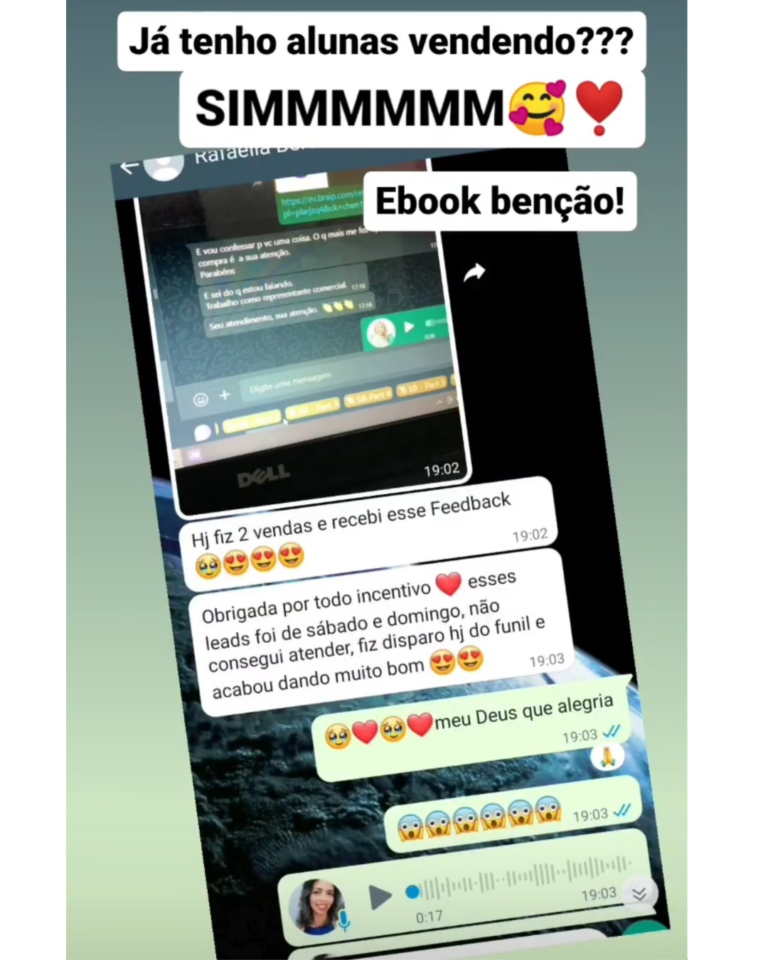 Já tenho alunas vendendo???
SIMMMMMM🥰❣️
Ebook benção!
E vou confessar p vc uma coisa. O q mais me
compra é a sua atenção.
Parabéns
E sei do q estou falando.
Trabalho como representante comercial. 17:18
Seu atendimento, sua atenção. 👏👏👏 17:18
Digite uma mensagem
DELL
19:02
Hj fiz 2 vendas e recebi esse Feedback
🥹😍😍😍
19:02
Obrigada por todo incentivo ❤️ esses
leads foi de sábado e domingo, não
consegui atender, fiz disparo hj do funil e
acabou dando muito bom 😍😍
19:03
🥹❤️🥹❤️meu Deus que alegria
19:03
🙏
😱😱😱😱😱😱 19:03
0:17
19:03